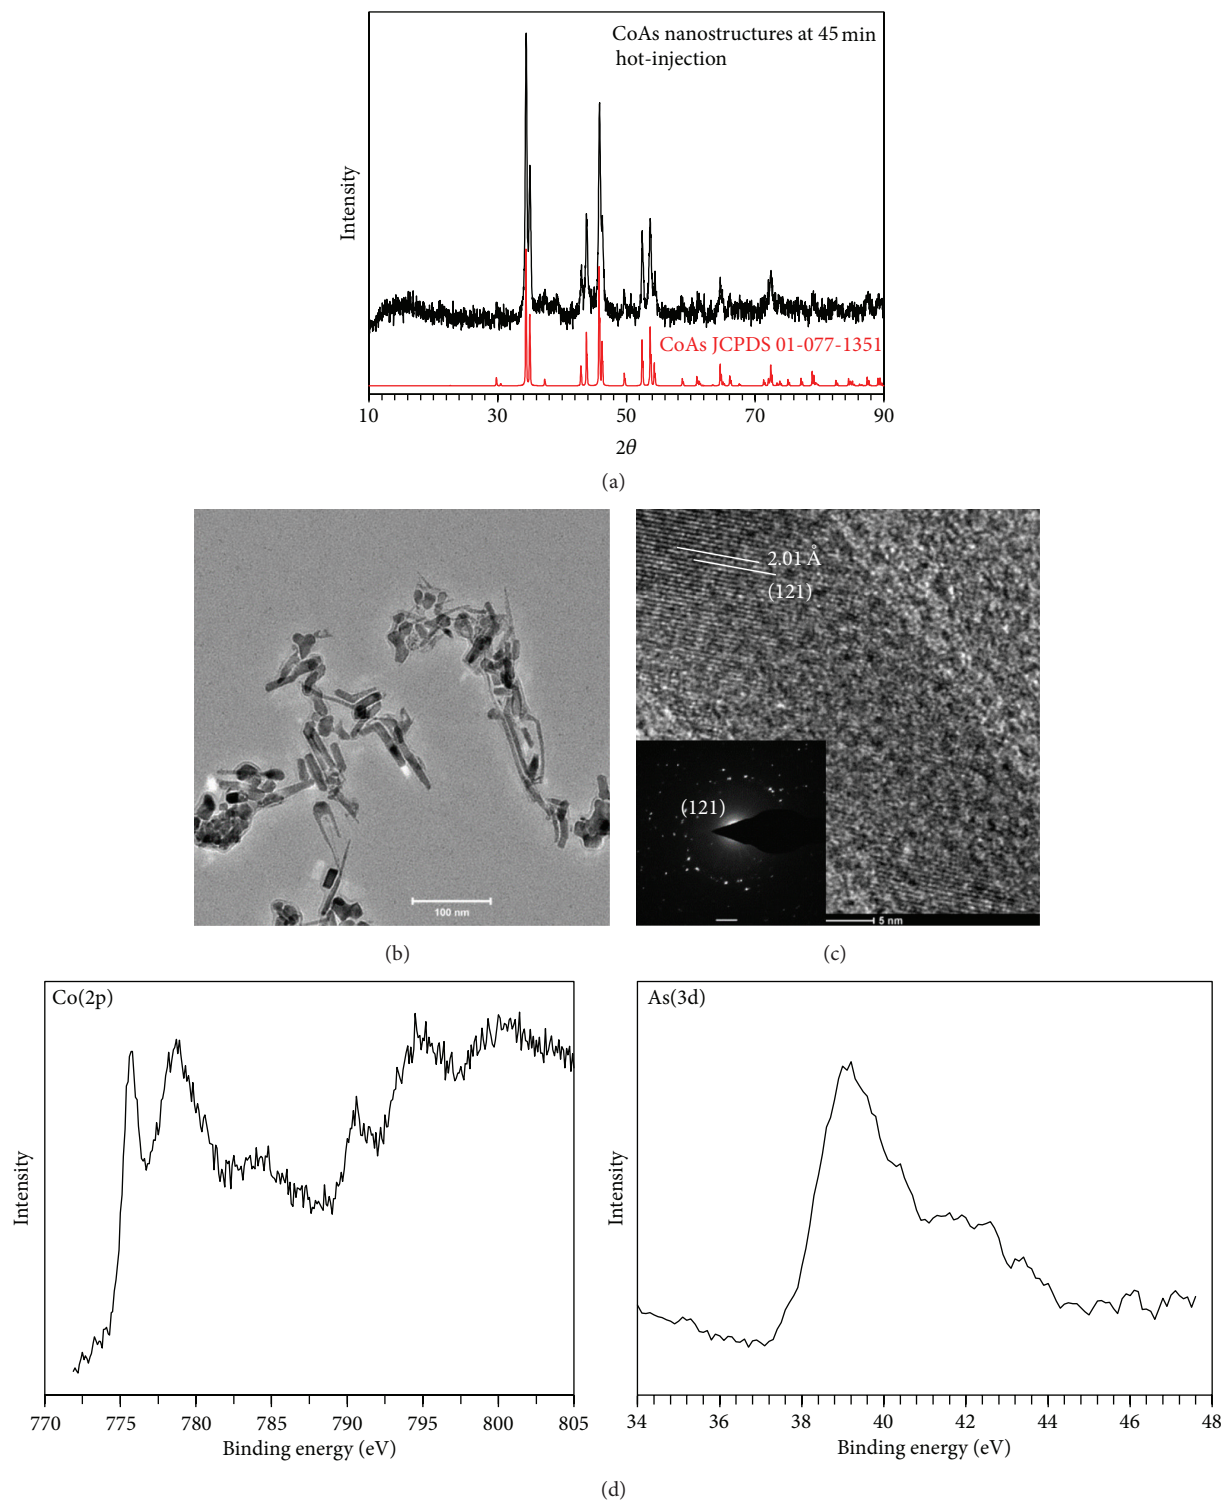 CoAs nanostructures at 45 min
hot-injection
Intensity
CoAs JCPDS 01-077-1351
10 30 50 70 90
2θ
(a)
100 nm
(b)
2.01 Å
(121)
(121)
5 nm
(c)
Co(2p)
Intensity
770 775 780 785 790 795 800 805
Binding energy (eV)
As(3d)
Intensity
34 36 38 40 42 44 46 48
Binding energy (eV)
(d)